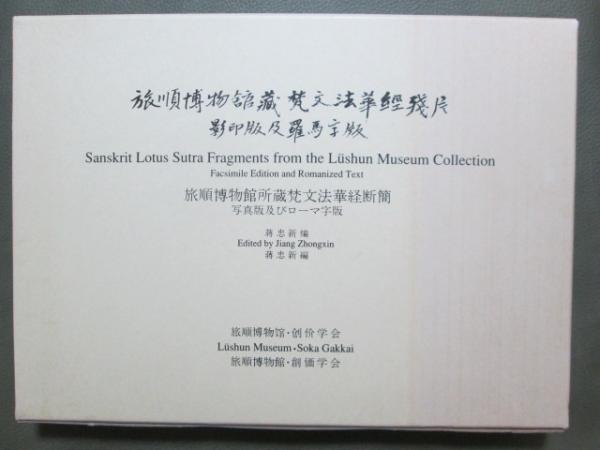 旅順博物館藏梵文法華經殘片
影印版及羅馬字版
Sanskrit Lotus Sutra Fragments from the Lüshun Museum Collection
Facsimile Edition and Romanized Text
旅順博物館所蔵梵文法華経断簡
写真版及びローマ字版
蒋忠新编
Edited by Jiang Zhongxin
蒋忠新編
旅順博物馆·创价学会
Lüshun Museum・Soka Gakkai
旅順博物館・創価学会